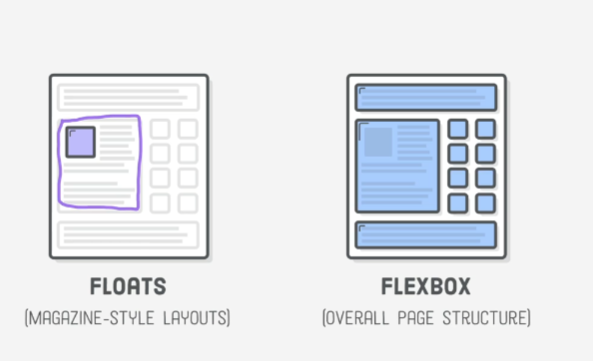 FLOATS
(MAGAZINE-STYLE LAYOUTS)
FLEXBOX
(OVERALL PAGE STRUCTURE)